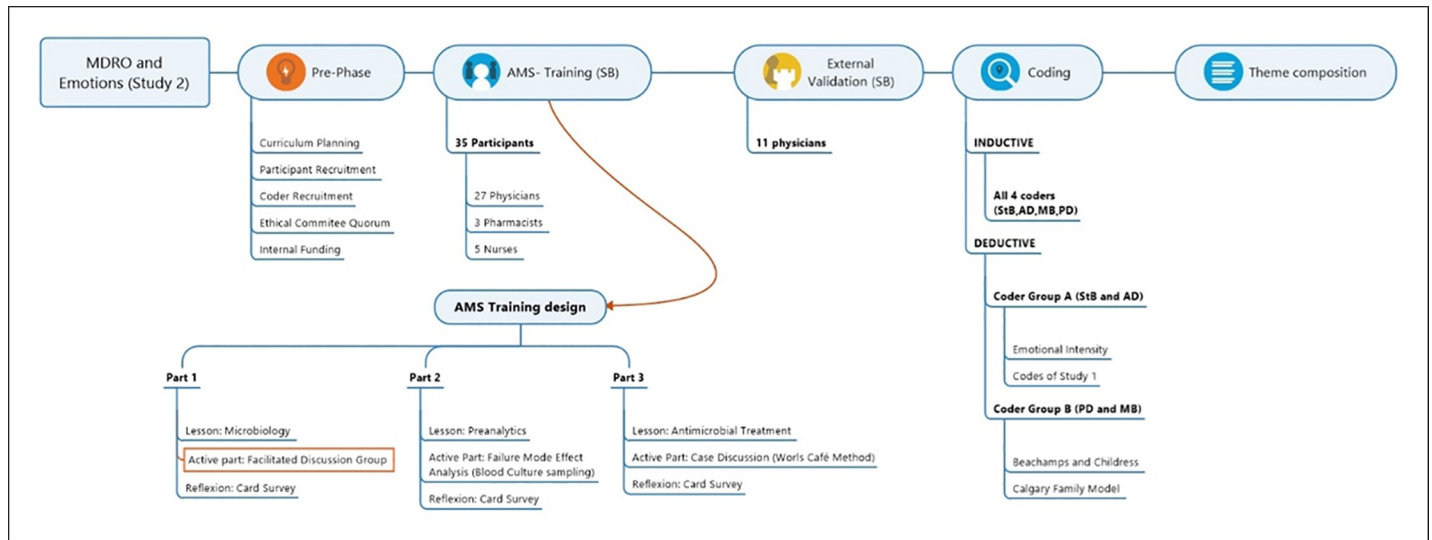 MDRO and
Emotions (Study 2)
Pre-Phase
AMS- Training (SB)
External
Validation (SB)
Coding
Theme composition
Curriculum Planning
Participant Recruitment
Coder Recruitment
Ethical Commitee Quorum
Internal Funding
35 Participants
27 Physicians
3 Pharmacists
5 Nurses
11 physicians
INDUCTIVE
All 4 coders
(StB,AD,MB,PD)
DEDUCTIVE
Coder Group A (StB and AD)
Emotional Intensity
Codes of Study 1
Coder Group B (PD and MB)
Beachamps and Childress
Calgary Family Model
AMS Training design
Part 1
Lesson: Microbiology
Active part: Facilitated Discussion Group
Reflexion: Card Survey
Part 2
Lesson: Preanalytics
Active Part: Failure Mode Effect
Analysis (Blood Culture sampling)
Reflexion: Card Survey
Part 3
Lesson: Antimicrobial Treatment
Active Part: Case Discussion (Worls Café Method)
Reflexion: Card Survey